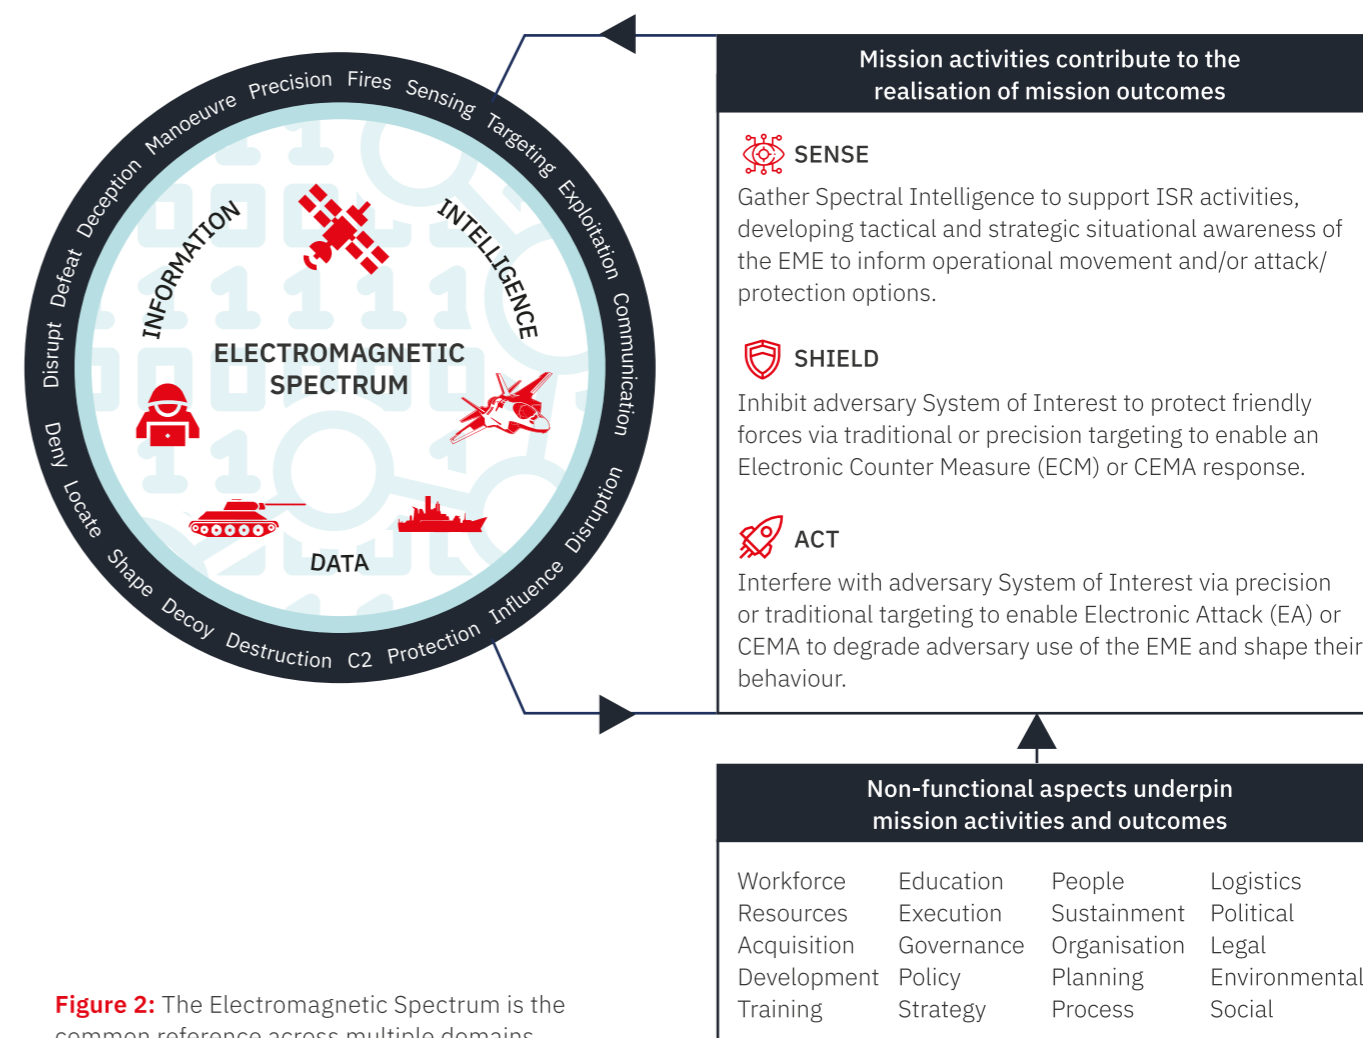 Precision Fires Sensing Targeting Exploitation Communication Disruption Influence Protection C2 Destruction Decoy Shape Locate Deny Disrupt Defeat Deception Manoeuvre
INFORMATION
INTELLIGENCE
ELECTROMAGNETIC
SPECTRUM
DATA
Mission activities contribute to the
realisation of mission outcomes
SENSE
Gather Spectral Intelligence to support ISR activities,
developing tactical and strategic situational awareness of
the EME to inform operational movement and/or attack/
protection options.
SHIELD
Inhibit adversary System of Interest to protect friendly
forces via traditional or precision targeting to enable an
Electronic Counter Measure (ECM) or CEMA response.
ACT
Interfere with adversary System of Interest via precision
or traditional targeting to enable Electronic Attack (EA) or
CEMA to degrade adversary use of the EME and shape their
behaviour.
Non-functional aspects underpin
mission activities and outcomes
Workforce Education People Logistics
Resources Execution Sustainment Political
Acquisition Governance Organisation Legal
Development Policy Planning Environmental
Training Strategy Process Social
Figure 2: The Electromagnetic Spectrum is the
common reference across multiple domains